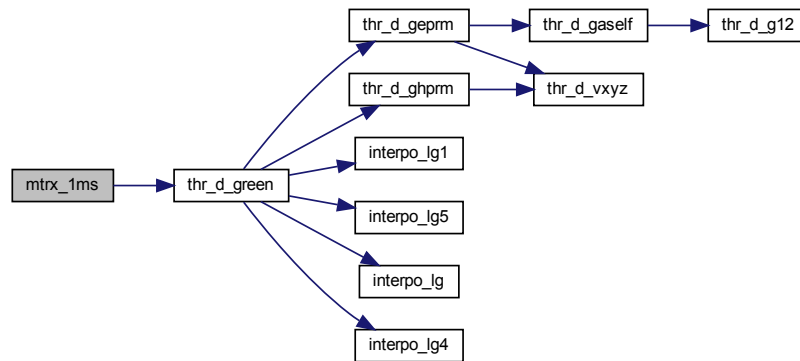 thr_d_geprm
thr_d_gaself
thr_d_g12
thr_d_ghprm
thr_d_vxyz
interpo_lg1
mtrx_1ms
thr_d_green
interpo_lg5
interpo_lg
interpo_lg4